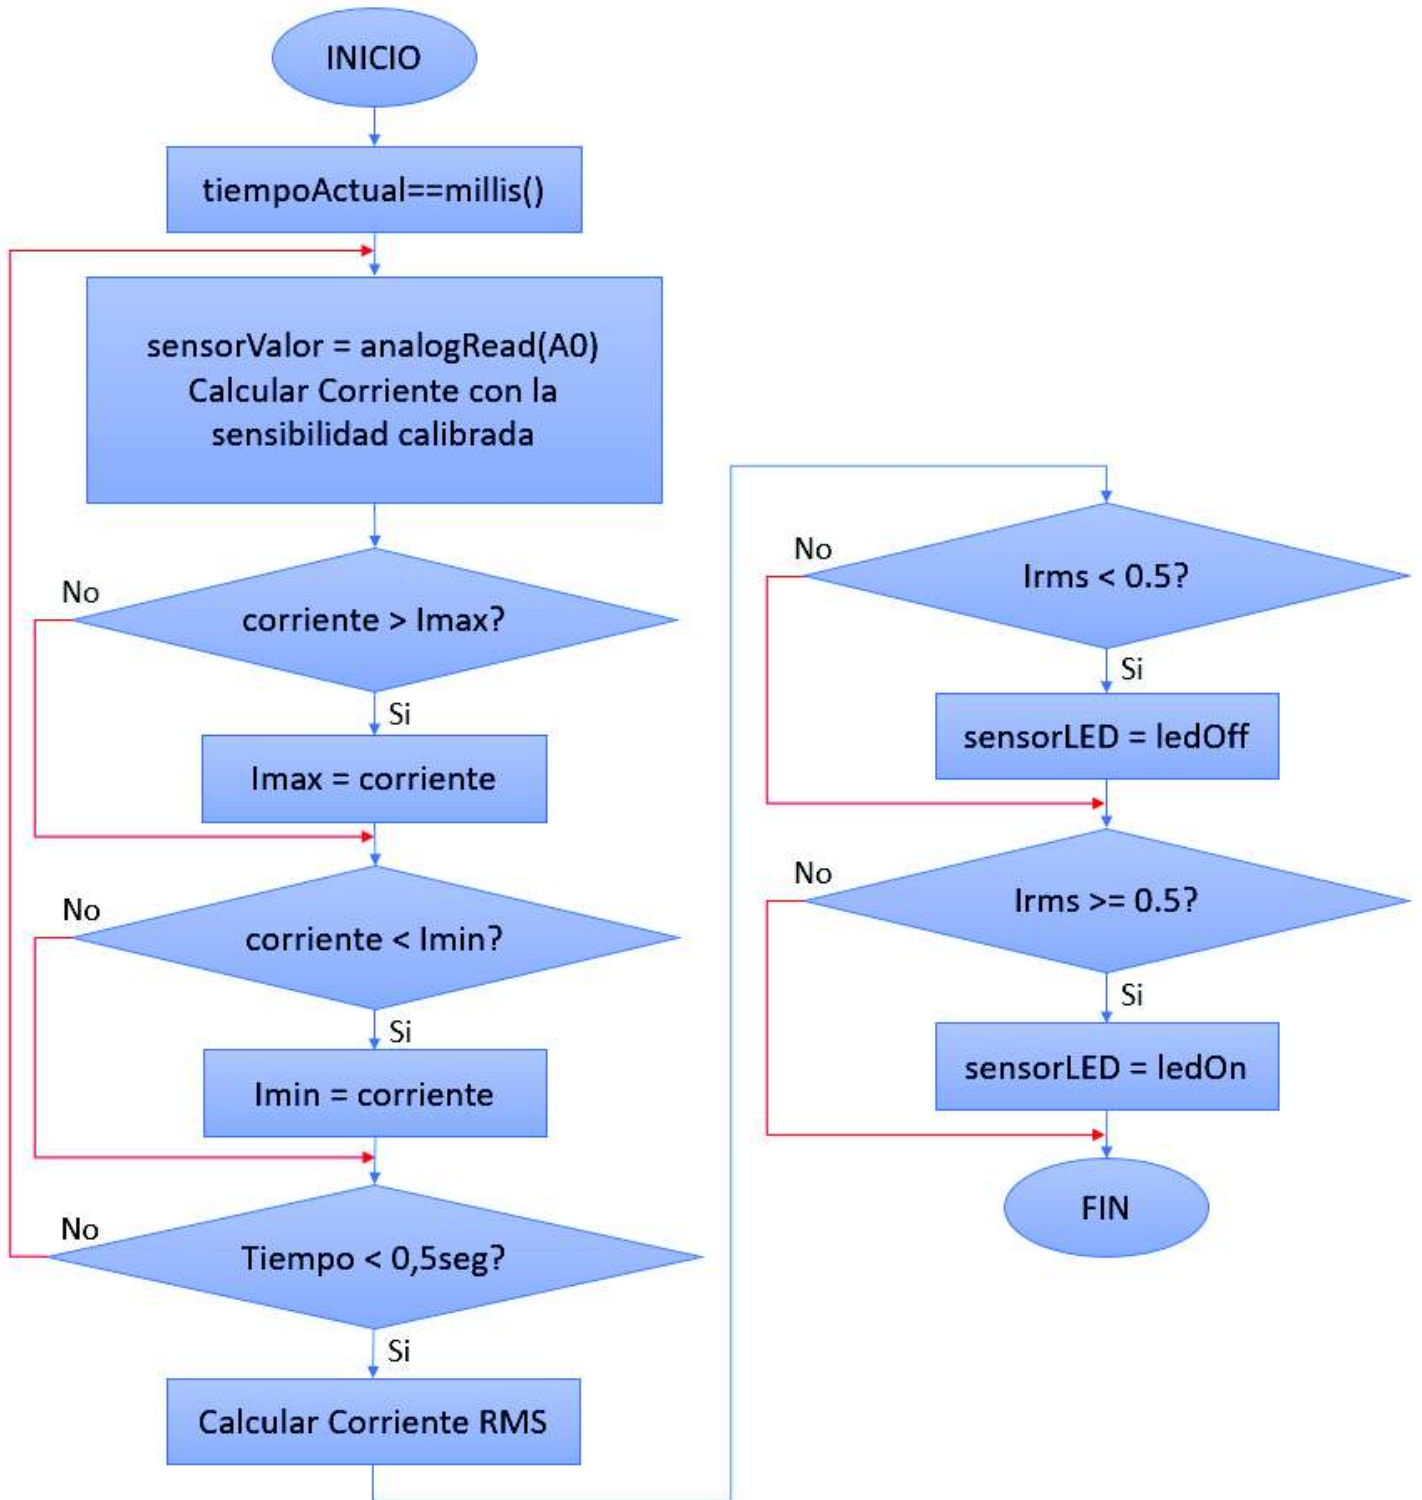 INICIO
tiempoActual==millis()
sensorValor = analogRead(A0)
Calcular Corriente con la
sensibilidad calibrada
No
corriente > Imax?
Si
Imax = corriente
No
corriente < Imin?
Si
Imin = corriente
No
Tiempo < 0,5seg?
Si
Calcular Corriente RMS
No
Irms < 0.5?
Si
sensorLED = ledOff
No
Irms >= 0.5?
Si
sensorLED = ledOn
FIN